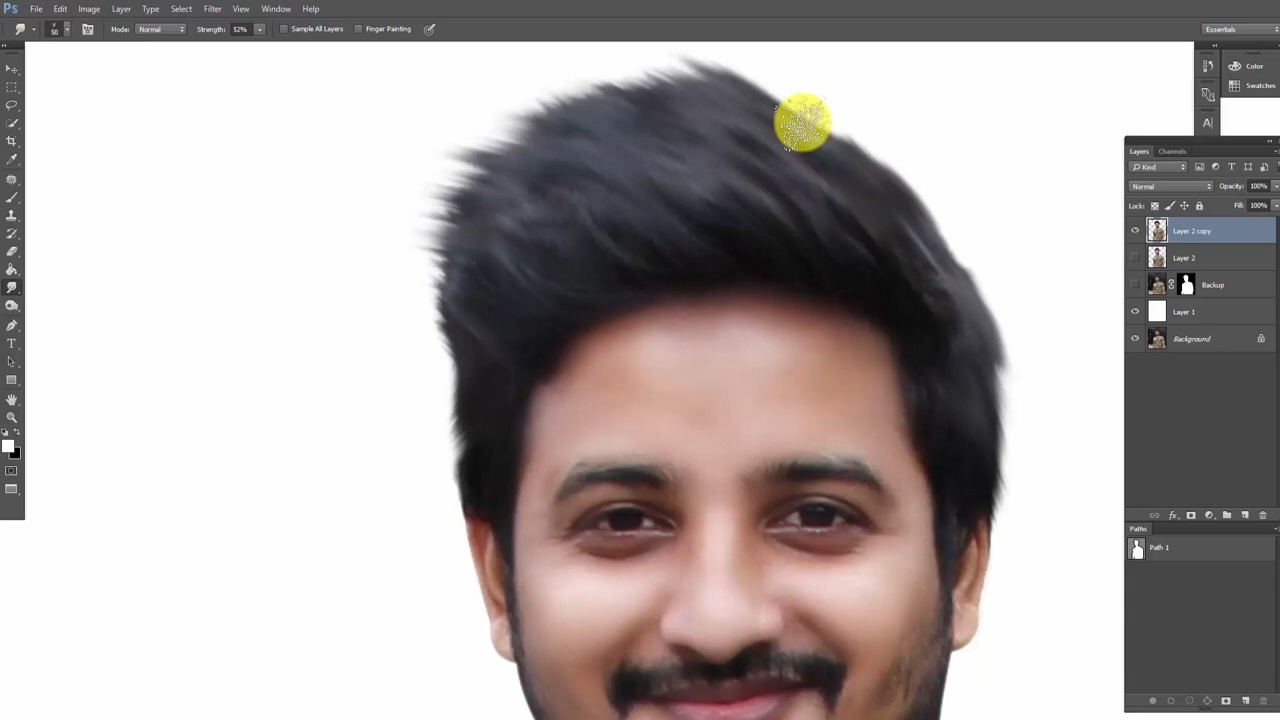 Ps File Edit Image Layer Type Select Filter View Window Help
50 Mode: Normal Strength: 52% Sample All Layers Finger Painting Essentials
Color
Swatches
A|
Layers Channels
Kind T
Normal Opacity: 100%
Lock: Fill: 100%
Layer 2 copy
Layer 2
Backup
Layer 1
Background
fx
Paths
Path 1
T